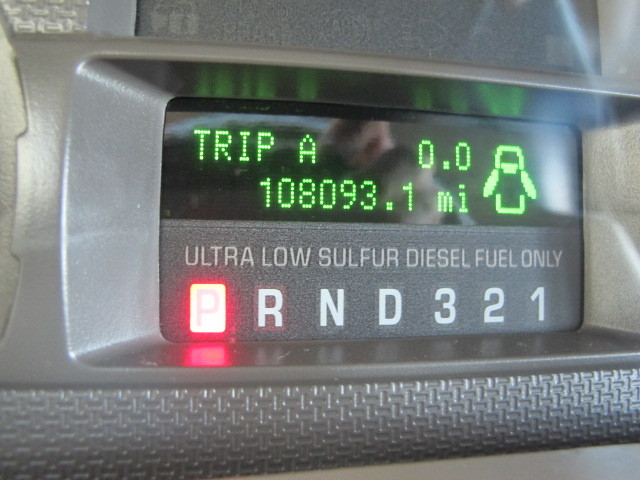 TRIP A 0.0
108093.1 mi
ULTRA LOW SULFUR DIESEL FUEL ONLY
P R N D 3 2 1